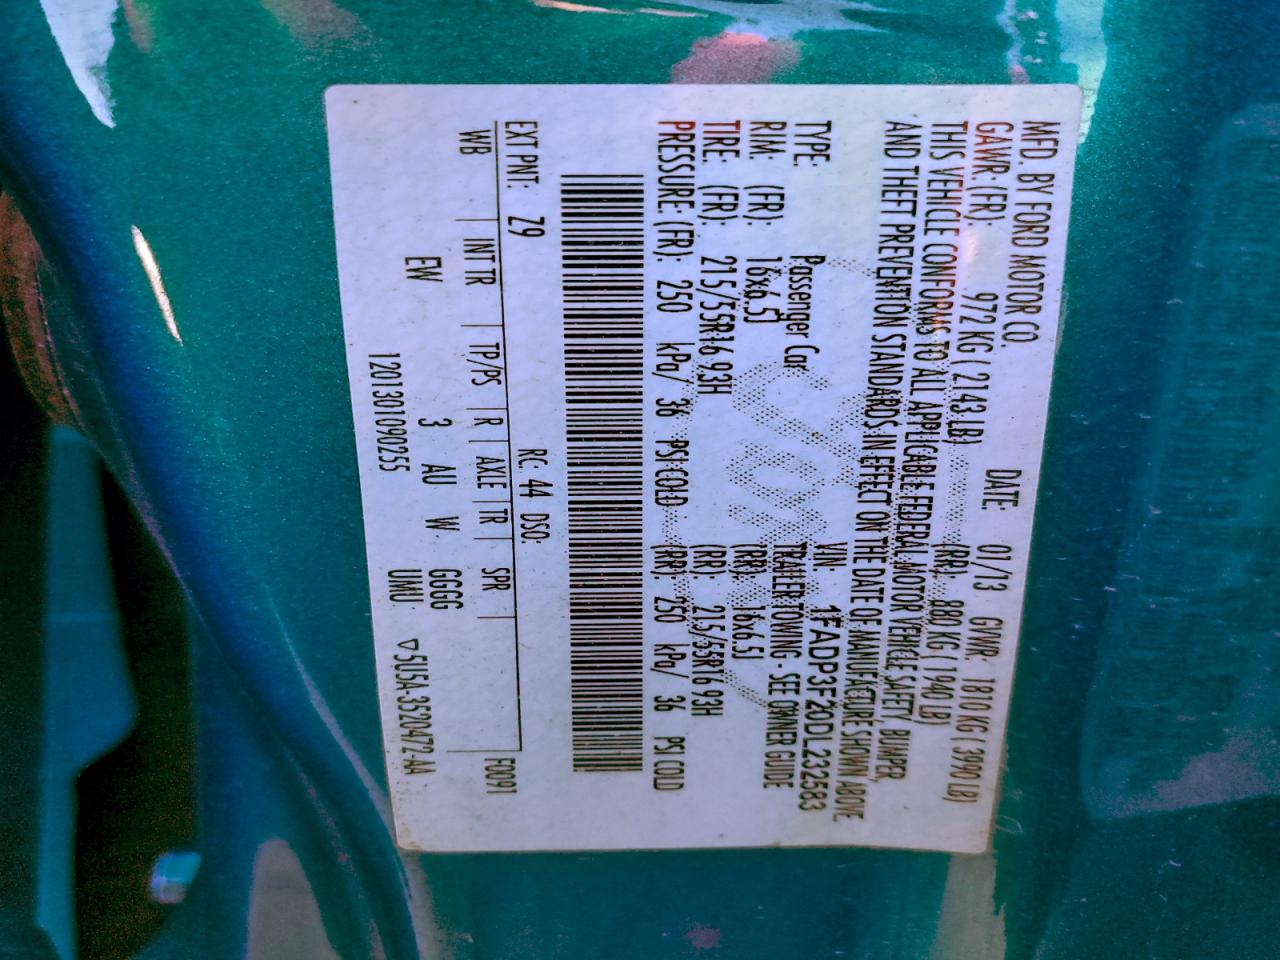 MFD. BY FORD MOTOR CO.
DATE: 01/13 GVWR: 1810 KG ( 3990 LB)
GAWR: (FR): 972 KG ( 2143 LB) (RR): 880 KG ( 1940 LB)
THIS VEHICLE CONFORMS TO ALL APPLICABLE FEDERAL MOTOR VEHICLE SAFETY, BUMPER,
AND THEFT PREVENTION STANDARDS IN EFFECT ON THE DATE OF MANUFACTURE SHOWN ABOVE.
VIN 1FADP3F20DL232583
TYPE: Passenger Car TRAILER TOWING - SEE OWNER GUIDE
RIM: (FR): 16x6.5J (RR): 16x6.5J
TIRE: (FR): 215/55R16 93H (RR): 215/55R16 93H
PRESSURE: (FR): 250 kPa/ 36 PSI COLD (RR): 250 kPa/ 36 PSI COLD
EXT PNT: Z9 RC: 44 DSO: F0091
WB INT TR TP/PS R AXLE TR SPR
EW 3 AU W GGGG
1201301090255 UMU: ▽5U5A-3520472-AA